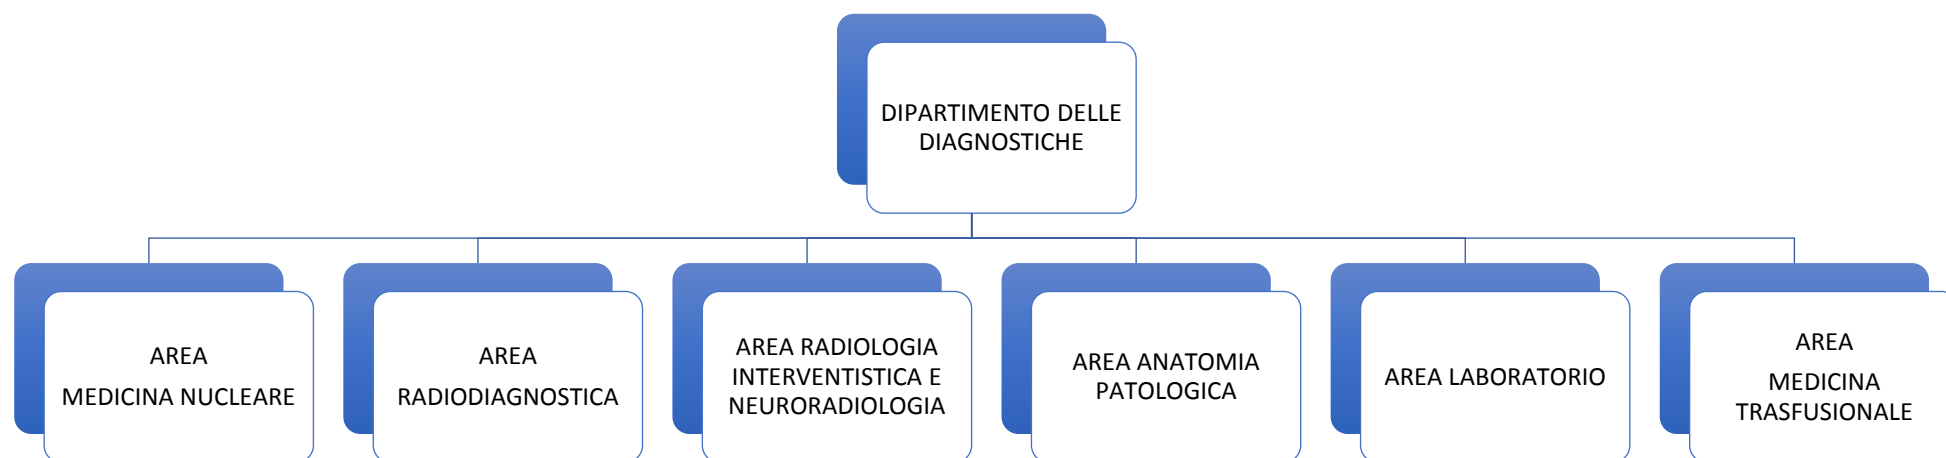 DIPARTIMENTO DELLE
DIAGNOSTICHE
AREA
MEDICINA NUCLEARE
AREA
RADIODIAGNOSTICA
AREA RADIOLOGIA
INTERVENTISTICA E
NEURORADIOLOGIA
AREA ANATOMIA
PATOLOGICA
AREA LABORATORIO
AREA
MEDICINA
TRASFUSIONALE